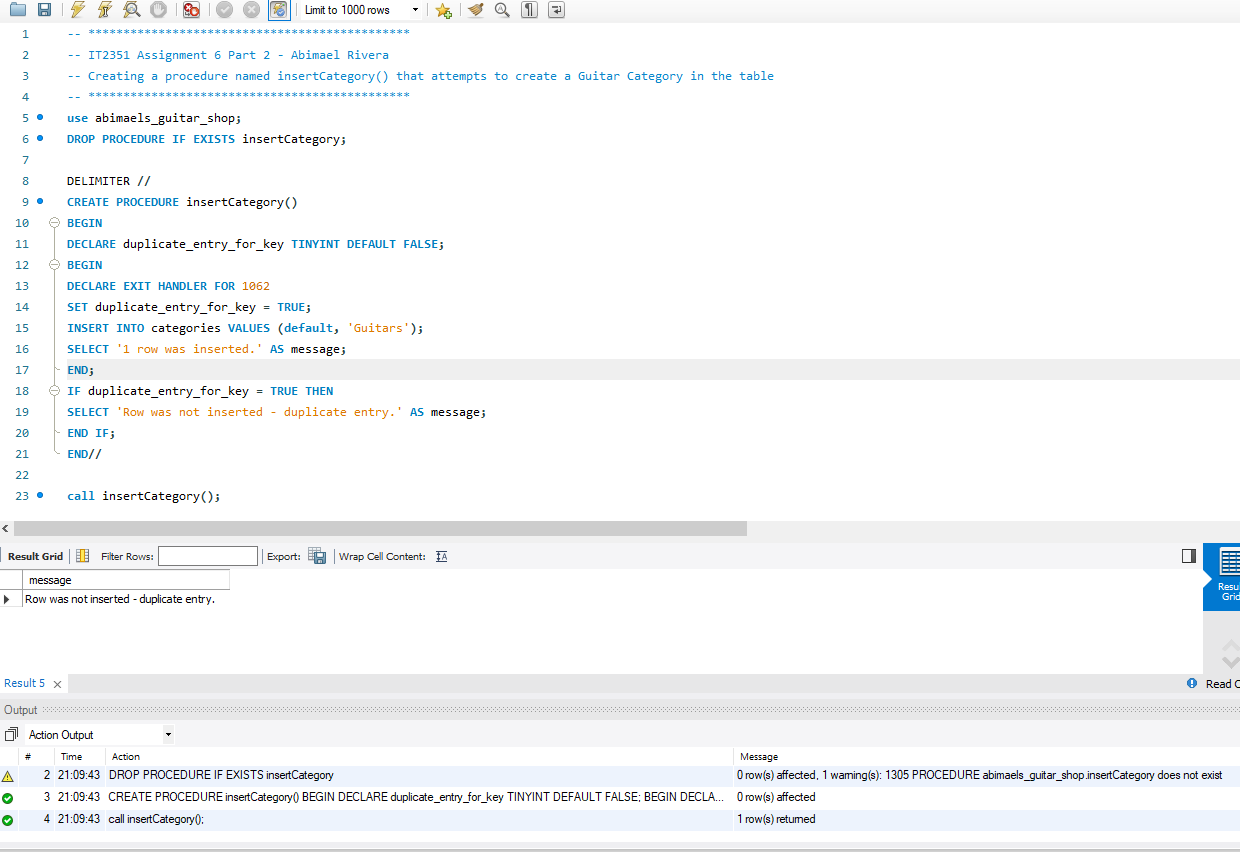 Limit to 1000 rows
1 -- **********************************************
2 -- IT2351 Assignment 6 Part 2 - Abimael Rivera
3 -- Creating a procedure named insertCategory() that attempts to create a Guitar Category in the table
4 -- **********************************************
5 use abimaels_guitar_shop;
6 DROP PROCEDURE IF EXISTS insertCategory;
7
8 DELIMITER //
9 CREATE PROCEDURE insertCategory()
10 BEGIN
11 DECLARE duplicate_entry_for_key TINYINT DEFAULT FALSE;
12 BEGIN
13 DECLARE EXIT HANDLER FOR 1062
14 SET duplicate_entry_for_key = TRUE;
15 INSERT INTO categories VALUES (default, 'Guitars');
16 SELECT '1 row was inserted.' AS message;
17 END;
18 IF duplicate_entry_for_key = TRUE THEN
19 SELECT 'Row was not inserted - duplicate entry.' AS message;
20 END IF;
21 END//
22
23 call insertCategory();
Result Grid Filter Rows: Export: Wrap Cell Content:
message
Row was not inserted - duplicate entry.
Resu
Grid
Result 5 Read O
Output
Action Output
# Time Action Message
2 21:09:43 DROP PROCEDURE IF EXISTS insertCategory 0 row(s) affected, 1 warning(s): 1305 PROCEDURE abimaels_guitar_shop.insertCategory does not exist
3 21:09:43 CREATE PROCEDURE insertCategory() BEGIN DECLARE duplicate_entry_for_key TINYINT DEFAULT FALSE; BEGIN DECLA... 0 row(s) affected
4 21:09:43 call insertCategory(); 1 row(s) returned